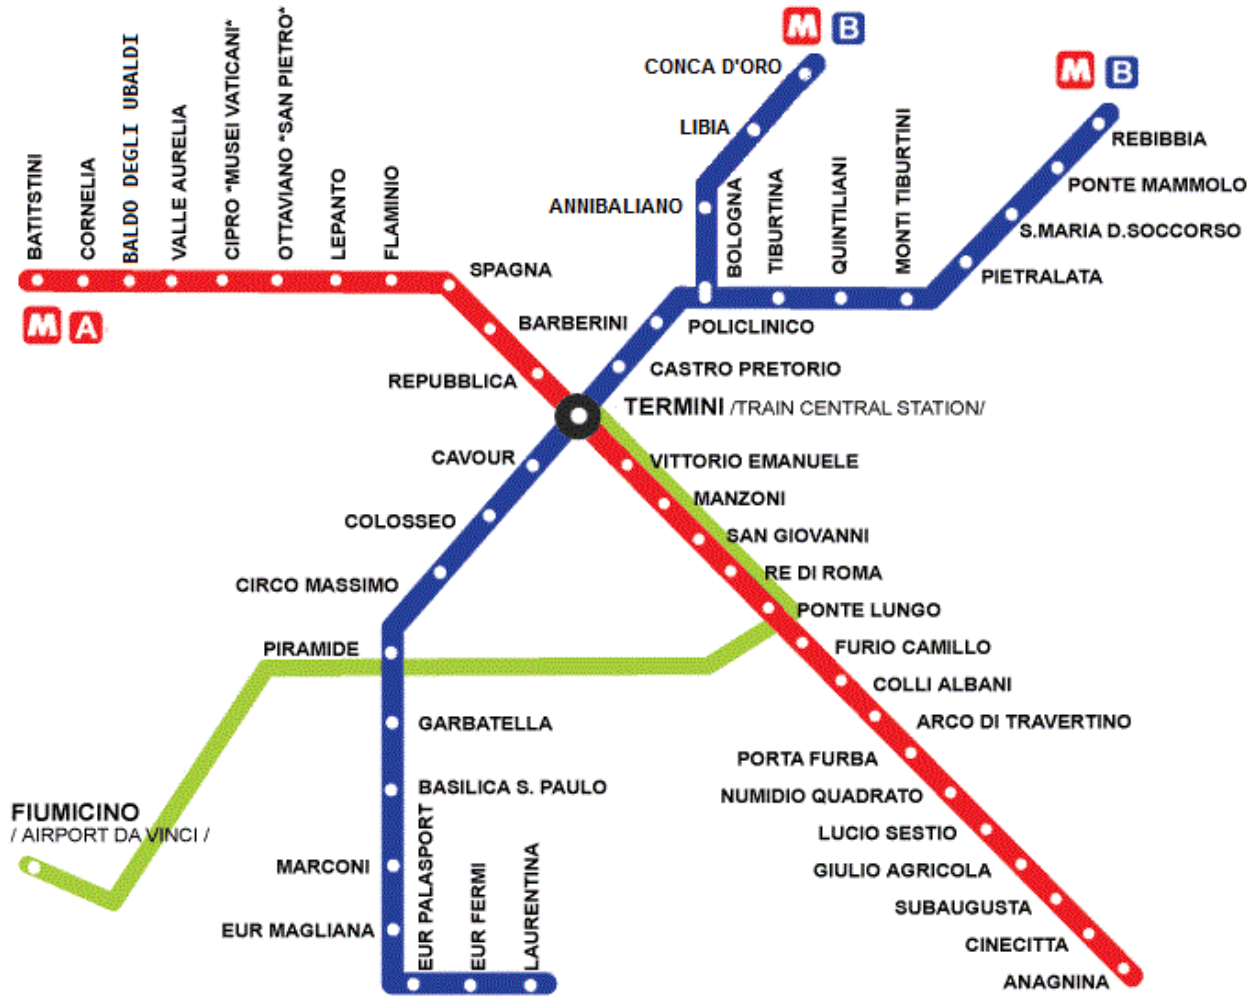 M B
CONCA D'ORO
LIBIA
ANNIBALIANO
M B
REBIBBIA
PONTE MAMMOLO
S.MARIA D.SOCCORSO
PIETRALATA
MONTI TIBURTINI
QUINTILIANI
TIBURTINA
BOLOGNA
BATTSTINI
CORNELIA
BALDO DEGLI UBALDI
VALLE AURELIA
CIPRO "MUSEI VATICANI"
OTTAVIANO "SAN PIETRO"
LEPANTO
FLAMINIO
M A
SPAGNA
BARBERINI
REPUBBLICA
POLICLINICO
CASTRO PRETORIO
TERMINI /TRAIN CENTRAL STATION/
CAVOUR
COLOSSEO
CIRCO MASSIMO
PIRAMIDE
GARBATELLA
BASILICA S. PAULO
MARCONI
EUR MAGLIANA
EUR PALASPORT
EUR FERMI
LAURENTINA
VITTORIO EMANUELE
MANZONI
SAN GIOVANNI
RE DI ROMA
PONTE LUNGO
FURIO CAMILLO
COLLI ALBANI
ARCO DI TRAVERTINO
PORTA FURBA
NUMIDIO QUADRATO
LUCIO SESTIO
GIULIO AGRICOLA
SUBAUGUSTA
CINECITTA
ANAGNINA
FIUMICINO
/ AIRPORT DA VINCI /